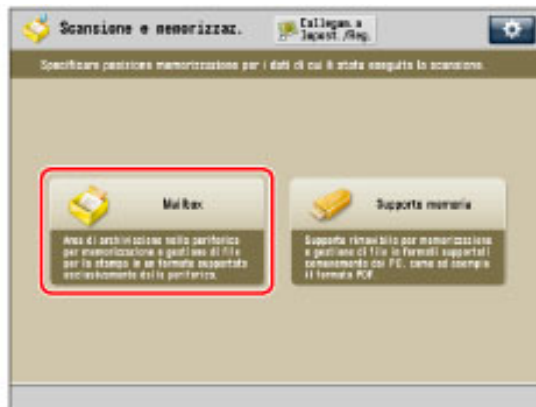 Scansione e memorizzaz.
Collegam. a
Impost./Reg.
Specificare posizione memorizzazione per i dati di cui è stata eseguita la scansione.
Mailbox
Area di archiviazione nella periferica
per memorizzazione e gestione di file
per la stampa in un formato supportato
esclusivamente dalla periferica.
Supporto memoria
Supporto rimovibile per memorizzazione
e gestione di file in formati supportati
comunemente dai PC, come ad esempio
il formato PDF